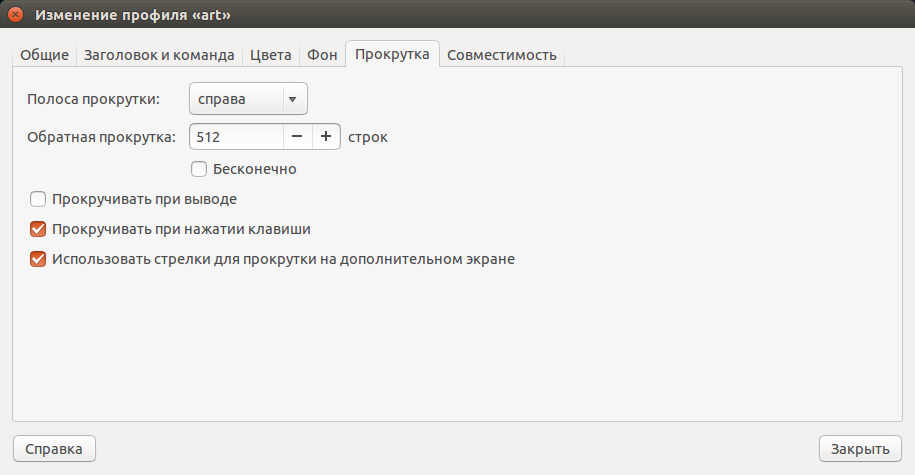 Изменение профиля «art»
Общие Заголовок и команда Цвета Фон Прокрутка Совместимость
Полоса прокрутки: справа
Обратная прокрутка: 512 − + строк
Бесконечно
Прокручивать при выводе
Прокручивать при нажатии клавиши
Использовать стрелки для прокрутки на дополнительном экране
Справка Закрыть